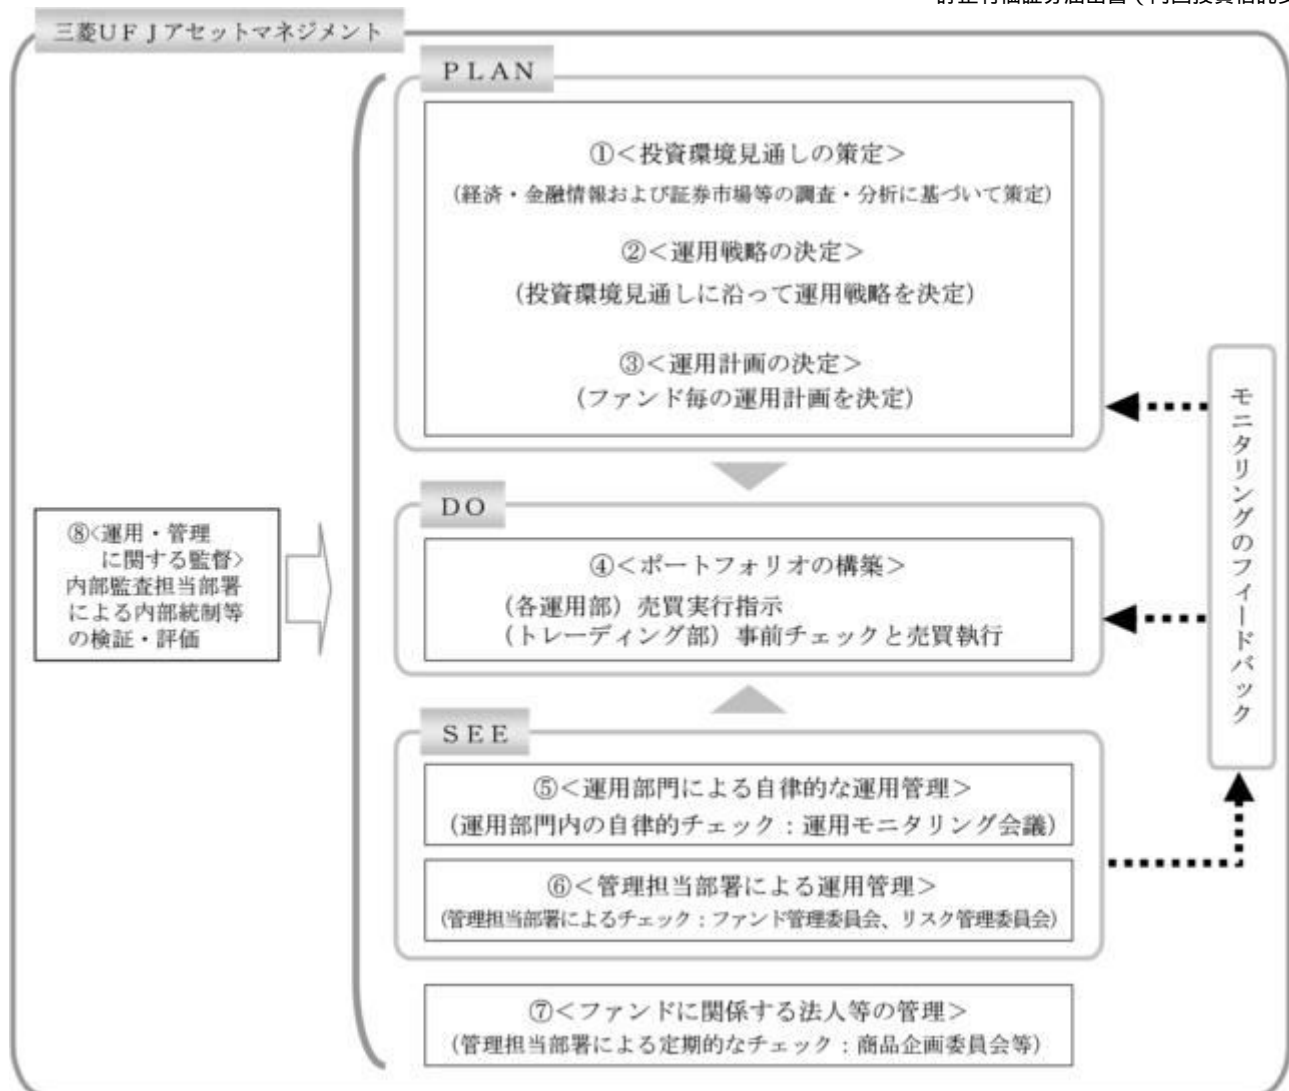 三菱ＵＦＪアセットマネジメント
ＰＬＡＮ
①＜投資環境見通しの策定＞
（経済・金融情報および証券市場等の調査・分析に基づいて策定）
②＜運用戦略の決定＞
（投資環境見通しに沿って運用戦略を決定）
③＜運用計画の決定＞
（ファンド毎の運用計画を決定）
ＤＯ
④＜ポートフォリオの構築＞
（各運用部）売買実行指示
（トレーディング部）事前チェックと売買執行
ＳＥＥ
⑤＜運用部門による自律的な運用管理＞
（運用部門内の自律的チェック：運用モニタリング会議）
⑥＜管理担当部署による運用管理＞
（管理担当部署によるチェック：ファンド管理委員会、リスク管理委員会）
⑦＜ファンドに関係する法人等の管理＞
（管理担当部署による定期的なチェック：商品企画委員会等）
⑧<運用・管理
に関する監督>
内部監査担当部署
による内部統制等
の検証・評価
モニタリングのフィードバック